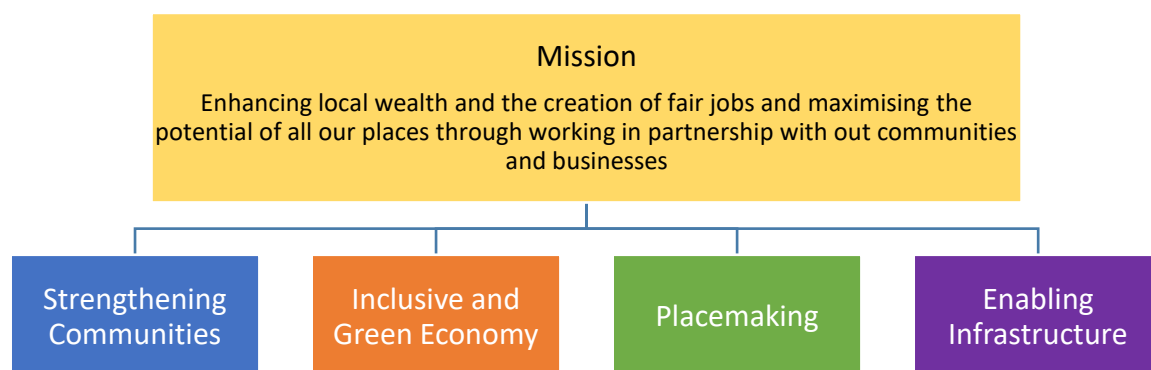 Mission
Enhancing local wealth and the creation of fair jobs and maximising the
potential of all our places through working in partnership with out communities
and businesses
Strengthening
Communities
Inclusive and
Green Economy
Placemaking
Enabling
Infrastructure